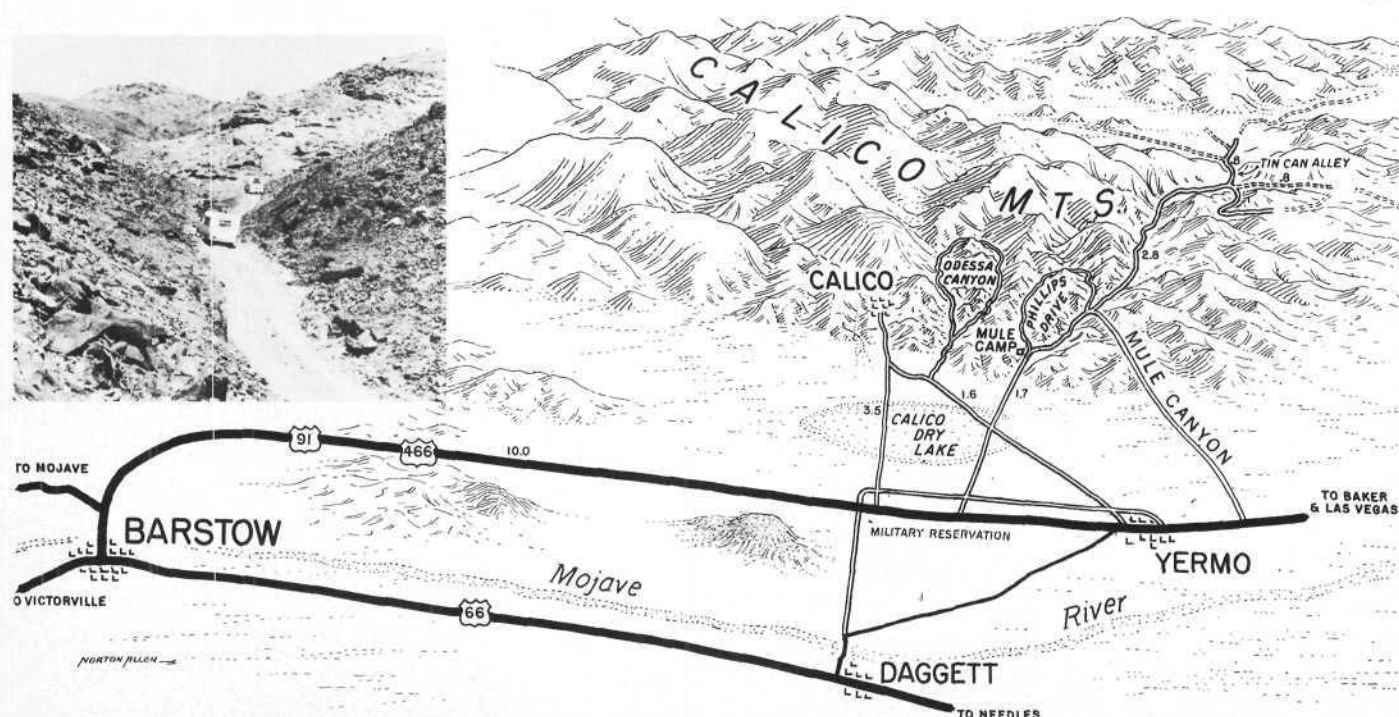 CALICO MTS.
.8
TIN CAN ALLEY
.8
2.8
CALICO
ODESSA
CANYON
PHILLIPS
DRIVE
MULE
CAMP
MULE CANYON
3.5
1.6
1.7
CALICO
DRY
LAKE
91
466
10.0
TO MOJAVE
BARSTOW
O VICTORVILLE
MILITARY RESERVATION
TO BAKER
& LAS VEGAS
YERMO
Mojave
River
66
NORTON ALLEN
DAGGETT
TO NEEDLES